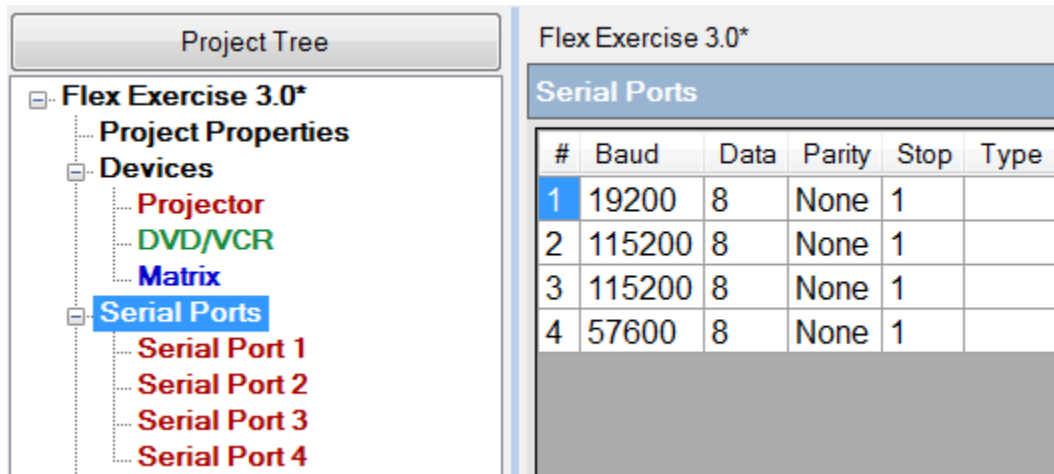 Project Tree
Flex Exercise 3.0*
Project Properties
Devices
Projector
DVD/VCR
Matrix
Serial Ports
Serial Port 1
Serial Port 2
Serial Port 3
Serial Port 4
Flex Exercise 3.0*
Serial Ports
# Baud Data Parity Stop Type
1 19200 8 None 1
2 115200 8 None 1
3 115200 8 None 1
4 57600 8 None 1